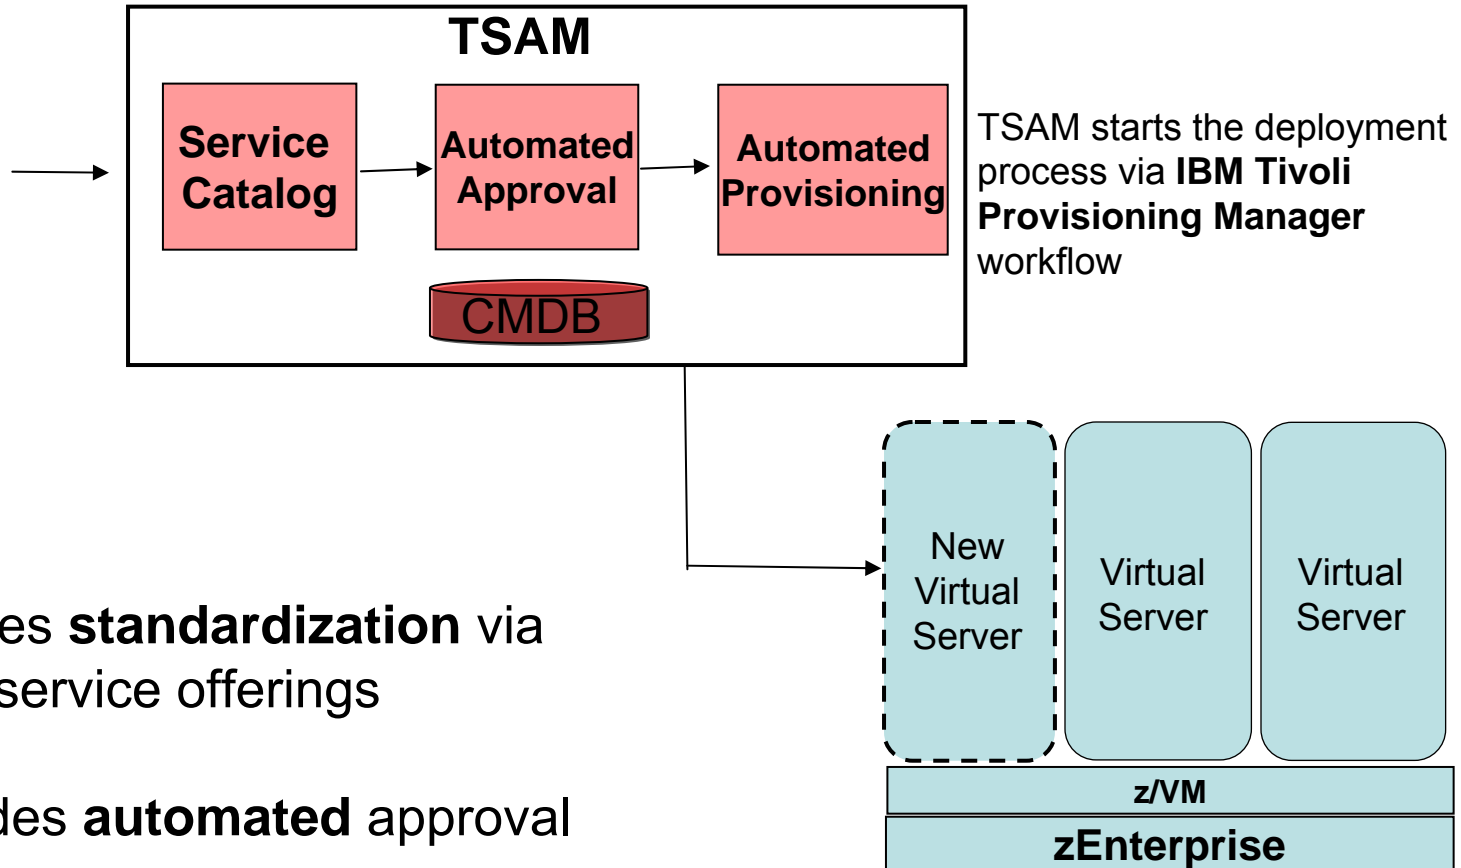 TSAM
Service
Catalog
Automated
Approval
Automated
Provisioning
CMDB
TSAM starts the deployment
process via IBM Tivoli
Provisioning Manager
workflow
New
Virtual
Server
Virtual
Server
Virtual
Server
z/VM
zEnterprise
standardization via
service offerings
automated approval